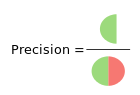 Precision =